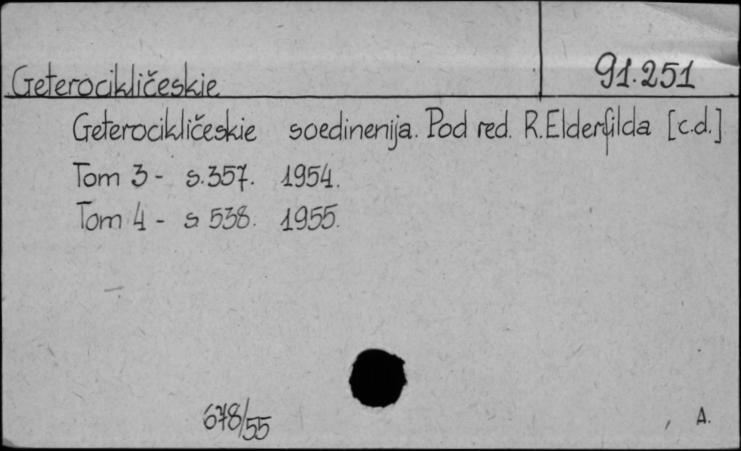 Geterocikličeskie
91.251
Geterocikličeskie soedinenija. Pod red. R.Elderfilda [c.d.]
Tom 3 - s.357. 1954.
Tom 4 - s 538. 1955.
678/55
A.